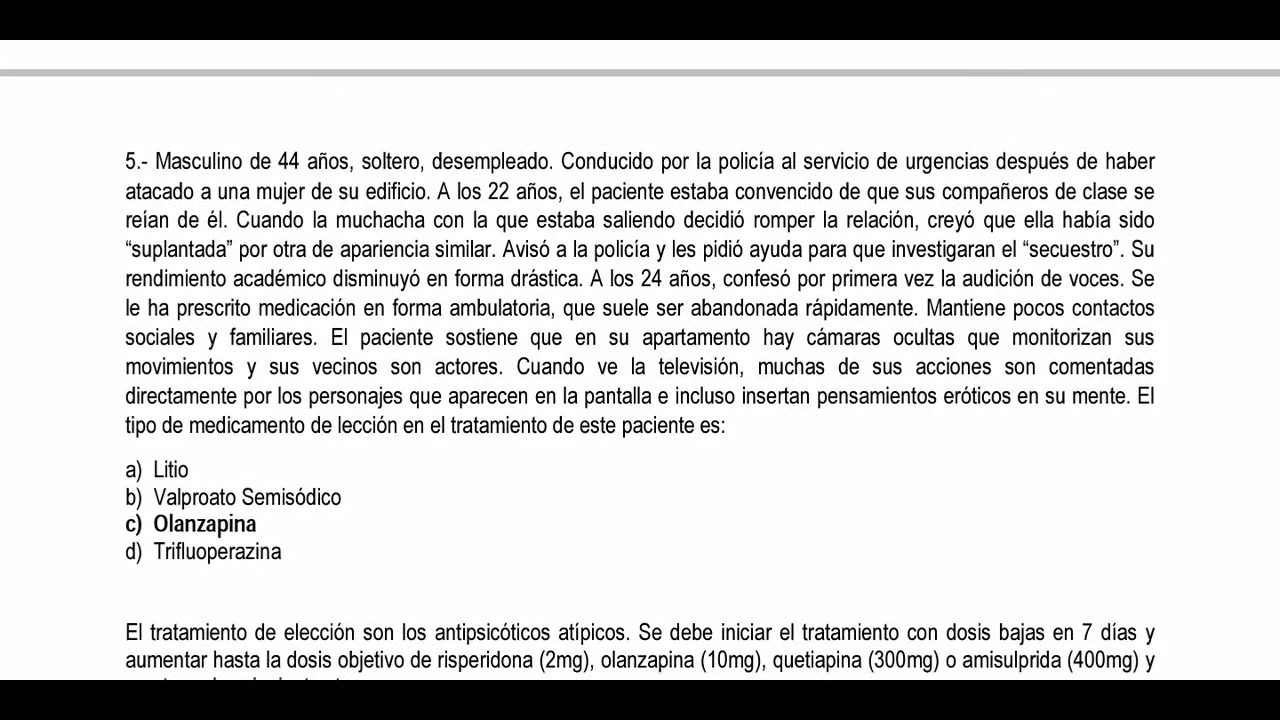 5.- Masculino de 44 años, soltero, desempleado. Conducido por la policía al servicio de urgencias después de haber
atacado a una mujer de su edificio. A los 22 años, el paciente estaba convencido de que sus compañeros de clase se
reían de él. Cuando la muchacha con la que estaba saliendo decidió romper la relación, creyó que ella había sido
“suplantada” por otra de apariencia similar. Avisó a la policía y les pidió ayuda para que investigaran el “secuestro”. Su
rendimiento académico disminuyó en forma drástica. A los 24 años, confesó por primera vez la audición de voces. Se
le ha prescrito medicación en forma ambulatoria, que suele ser abandonada rápidamente. Mantiene pocos contactos
sociales y familiares. El paciente sostiene que en su apartamento hay cámaras ocultas que monitorizan sus
movimientos y sus vecinos son actores. Cuando ve la televisión, muchas de sus acciones son comentadas
directamente por los personajes que aparecen en la pantalla e incluso insertan pensamientos eróticos en su mente. El
tipo de medicamento de lección en el tratamiento de este paciente es:
a) Litio
b) Valproato Semisódico
c) Olanzapina
d) Trifluoperazina
El tratamiento de elección son los antipsicóticos atípicos. Se debe iniciar el tratamiento con dosis bajas en 7 días y
aumentar hasta la dosis objetivo de risperidona (2mg), olanzapina (10mg), quetiapina (300mg) o amisulprida (400mg) y